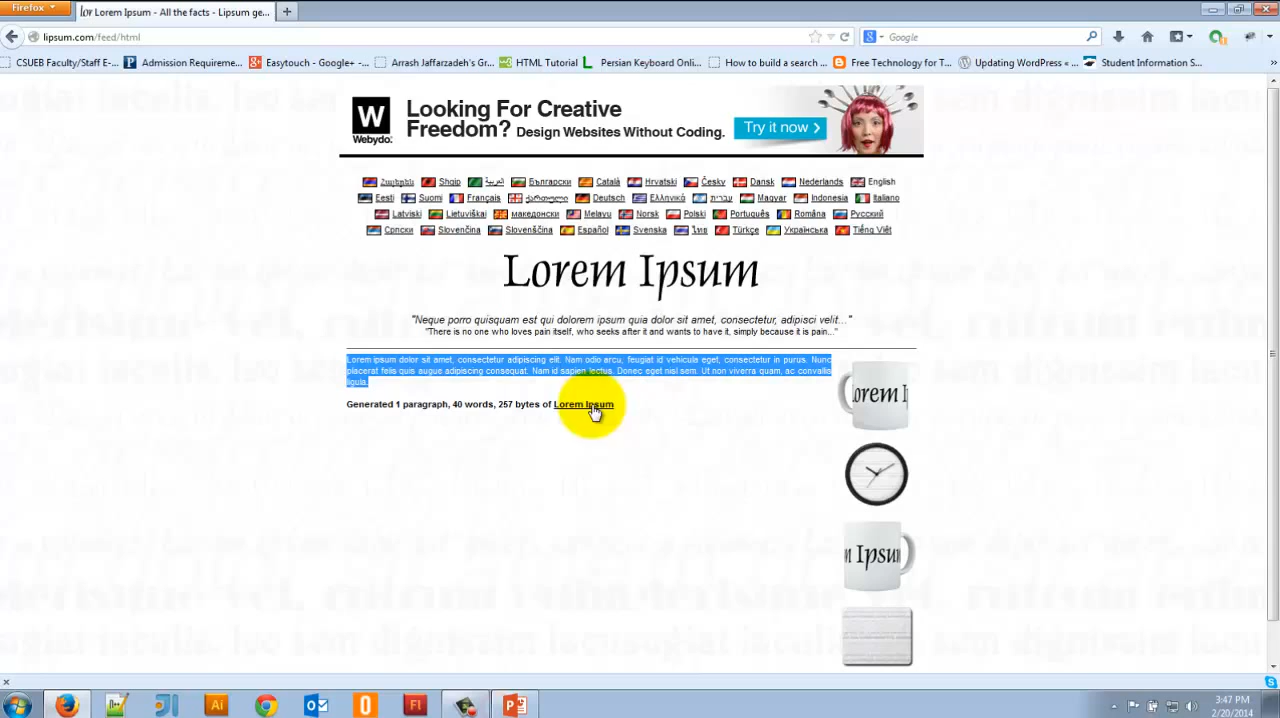 Firefox
Lorem Ipsum - All the facts - Lipsum ge...
lipsum.com/feed/html
Google
CSUEB Faculty/Staff E-...
Admission Requireme...
Easytouch - Google+ -...
Arrash Jaffarzadeh's Gr...
HTML Tutorial
Persian Keyboard Onli...
How to build a search ...
Free Technology for T...
Updating WordPress «...
Student Information S...
W
Webydo.
Looking For Creative
Freedom? Design Websites Without Coding.
Try it now
Հայերեն Shqip العربية Български Català Hrvatski Česky Dansk Nederlands English
Eesti Suomi Français ქართული Deutsch Ελληνικά עברית Magyar Indonesia Italiano
Latviski Lietuviškai македонски Melayu Norsk Polski Português Româna Русский
Српски Slovenčina Slovenščina Español Svenska ไทย Türkçe Українська Tiếng Việt
Lorem Ipsum
"Neque porro quisquam est qui dolorem ipsum quia dolor sit amet, consectetur, adipisci velit..."
"There is no one who loves pain itself, who seeks after it and wants to have it, simply because it is pain..."
Lorem ipsum dolor sit amet, consectetur adipiscing elit. Nam odio arcu, feugiat id vehicula eget, consectetur in purus. Nunc
placerat felis quis augue adipiscing consequat. Nam id sapien lectus. Donec eget nisl sem. Ut non viverra quam, ac convallis
ligula.
Generated 1 paragraph, 40 words, 257 bytes of Lorem Ipsum
orem I
n Ipsum
3:47 PM
2/20/2014